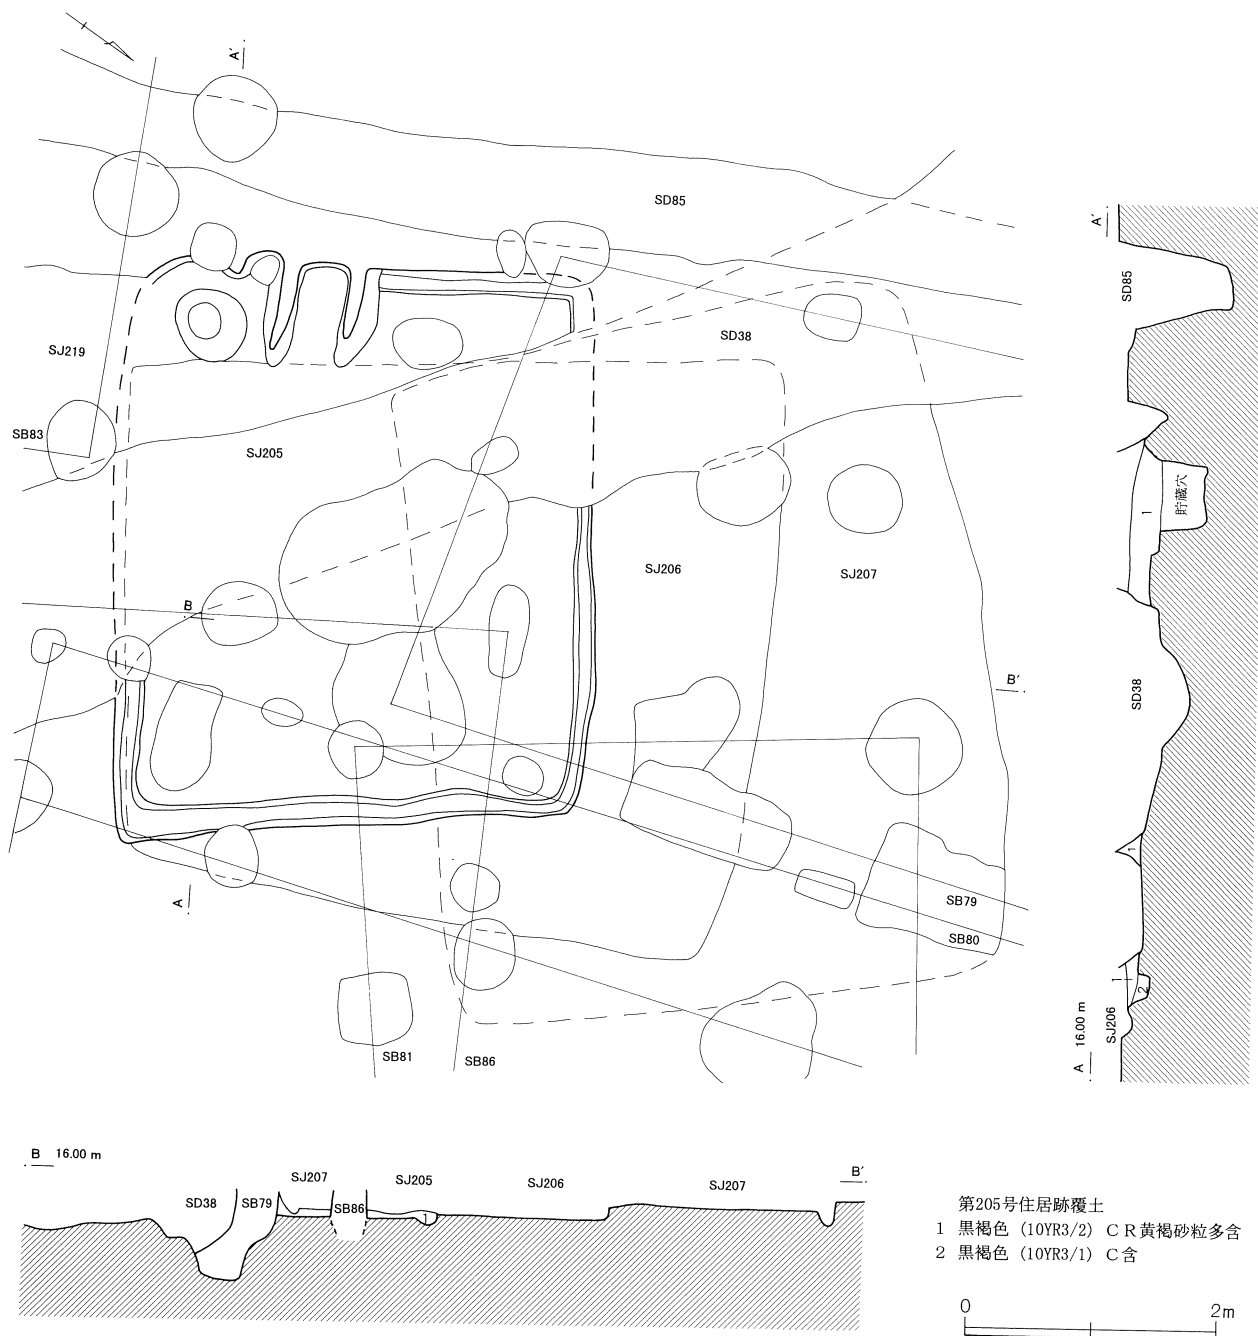 A′
SD85
SJ219
SD38
SB83
SJ205
SJ206
SJ207
B
B′
A
SB79
SB80
SB81
SB86
A′
SD85
1
貯蔵穴
SD38
1
1
2
SJ206
A 16.00 m
B 16.00 m
B′
SD38
SB79
SJ207
SB86
SJ205
1
SJ206
SJ207
第205号住居跡覆土
1 黒褐色 (10YR3/2) CR黄褐砂粒多含
2 黒褐色 (10YR3/1) C含
0 2m